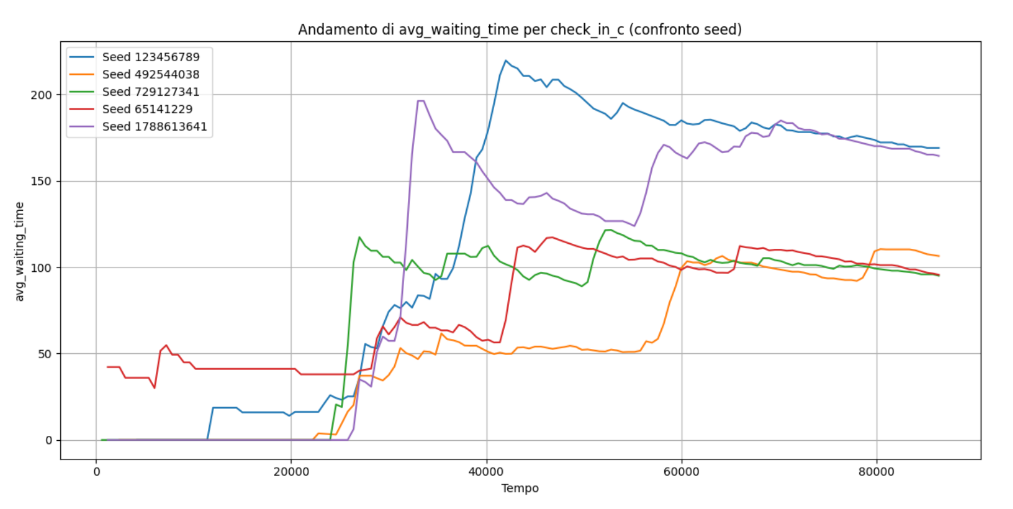 Andamento di avg_waiting_time per check_in_c (confronto seed)
Seed 123456789
Seed 492544038
Seed 729127341
Seed 65141229
Seed 1788613641
avg_waiting_time
200
150
100
50
0
0 20000 40000 60000 80000
Tempo